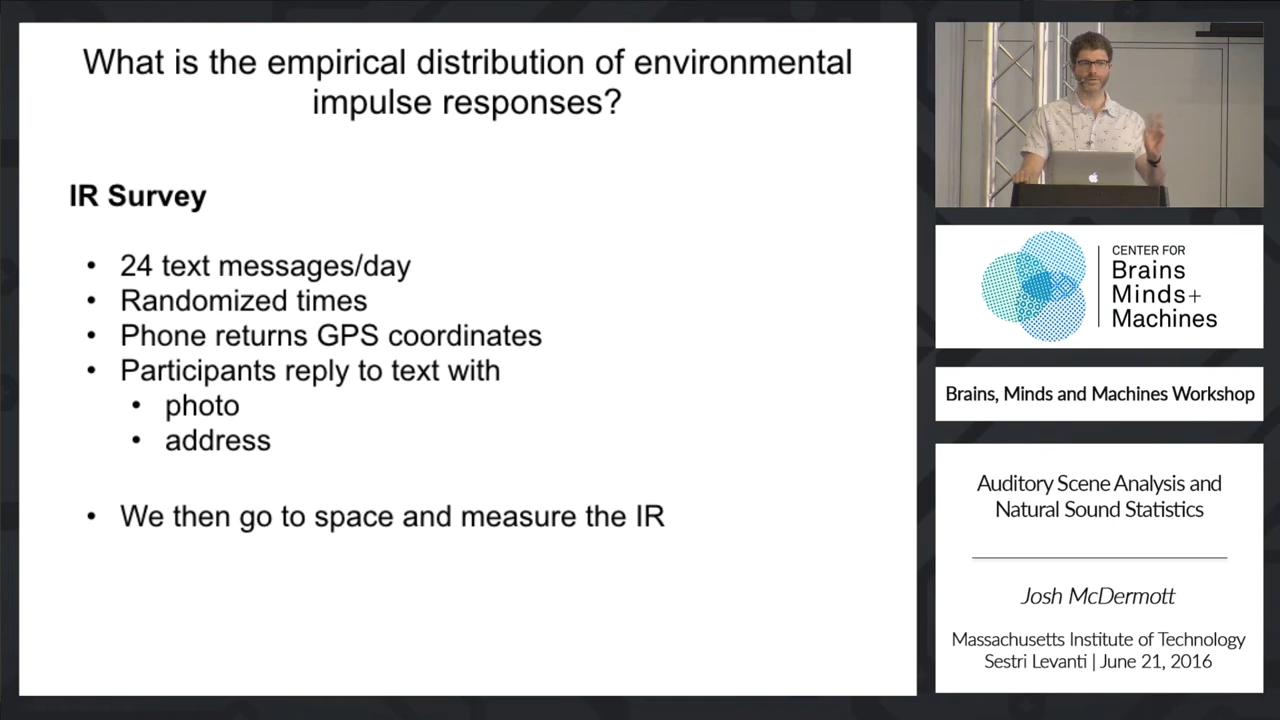 What is the empirical distribution of environmental
impulse responses?
IR Survey
• 24 text messages/day
• Randomized times
• Phone returns GPS coordinates
• Participants reply to text with
• photo
• address
• We then go to space and measure the IR
CENTER FOR
Brains
Minds+
Machines
Brains, Minds and Machines Workshop
Auditory Scene Analysis and
Natural Sound Statistics
Josh McDermott
Massachusetts Institute of Technology
Sestri Levanti | June 21, 2016